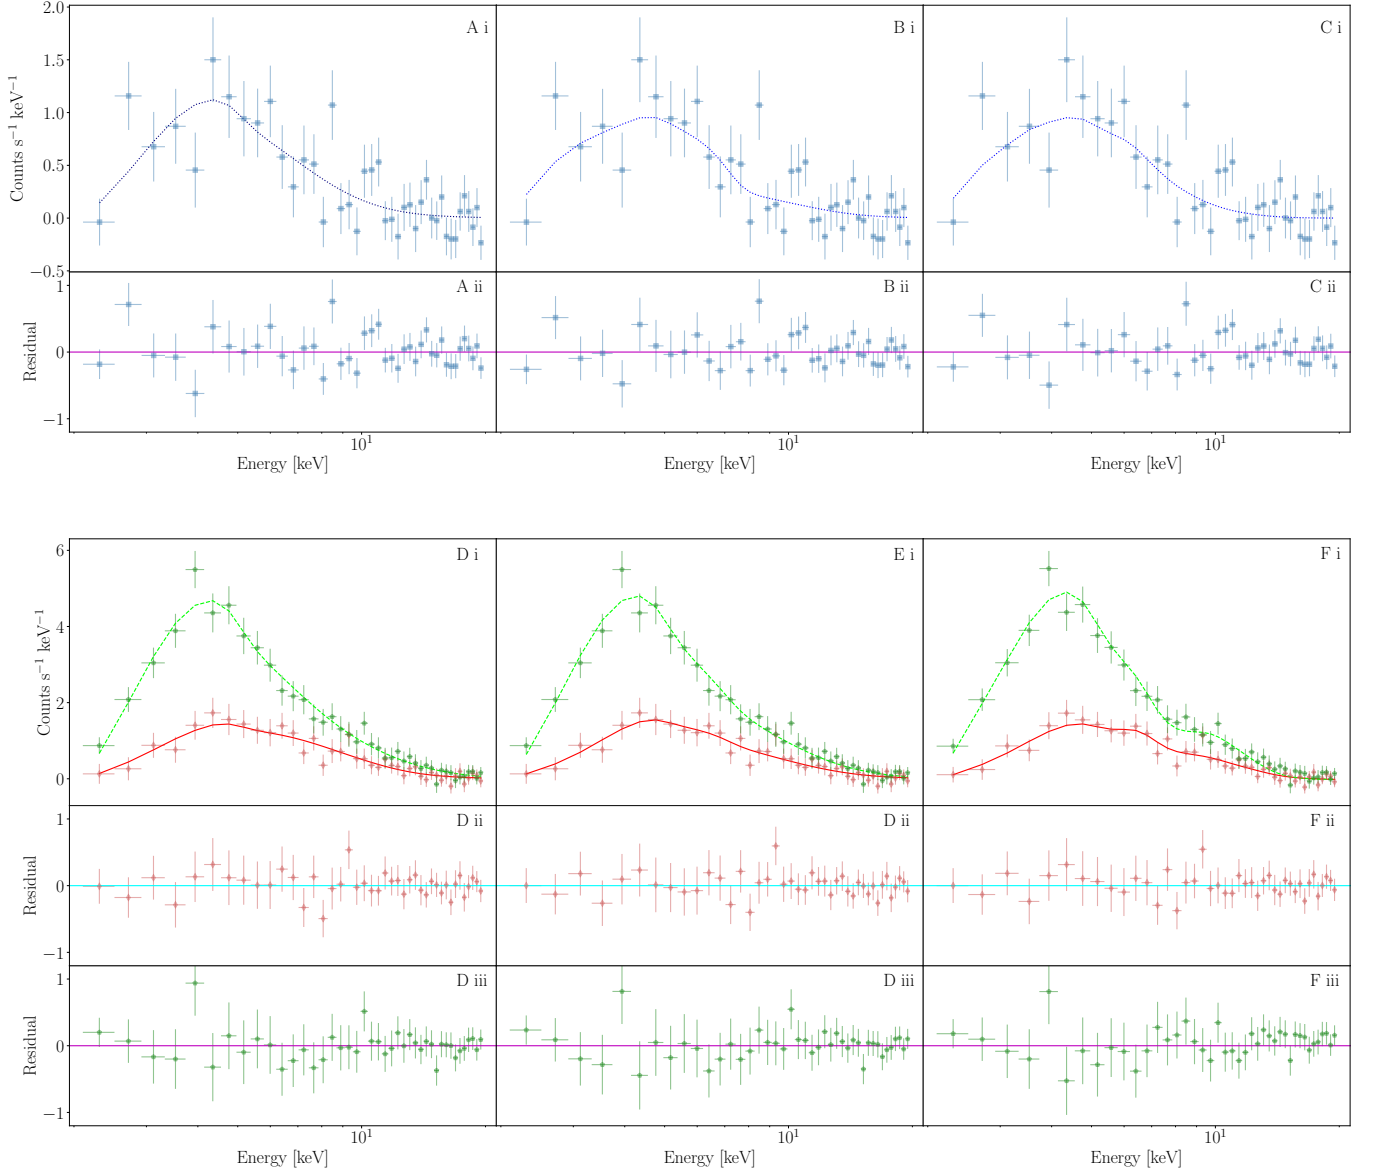 2.0
1.5
1.0
0.5
0.0
−0.5
Counts s⁻¹ keV⁻¹
A i
B i
C i
1
0
−1
Residual
A ii
B ii
C ii
10¹
10¹
10¹
Energy [keV]
Energy [keV]
Energy [keV]
6
4
2
0
Counts s⁻¹ keV⁻¹
D i
E i
F i
1
0
−1
Residual
D ii
D ii
F ii
1
0
−1
Residual
D iii
D iii
F iii
10¹
10¹
10¹
Energy [keV]
Energy [keV]
Energy [keV]